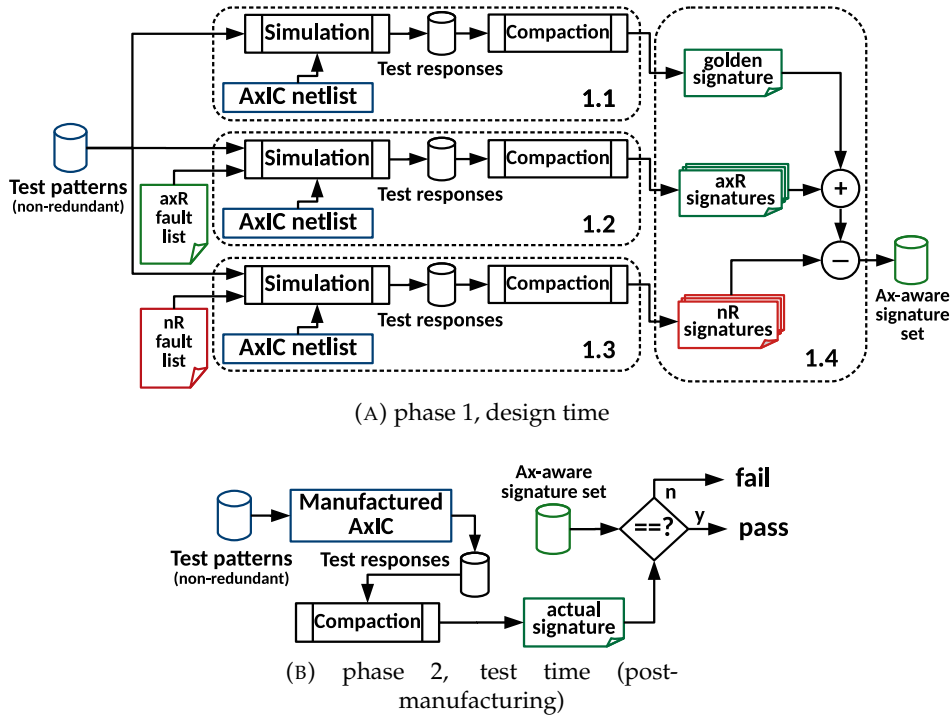 Simulation
Test responses
Compaction
AxIC netlist
1.1
golden
signature
Test patterns
(non-redundant)
axR
fault
list
Simulation
Test responses
Compaction
AxIC netlist
1.2
axR
signatures
+
−
Ax-aware
signature
set
nR
fault
list
Simulation
Test responses
Compaction
AxIC netlist
1.3
nR
signatures
1.4
(A) phase 1, design time
Test patterns
(non-redundant)
Manufactured
AxIC
Test responses
Compaction
actual
signature
Ax-aware
signature set
==?
n
fail
y
pass
(B) phase 2, test time (post-
manufacturing)